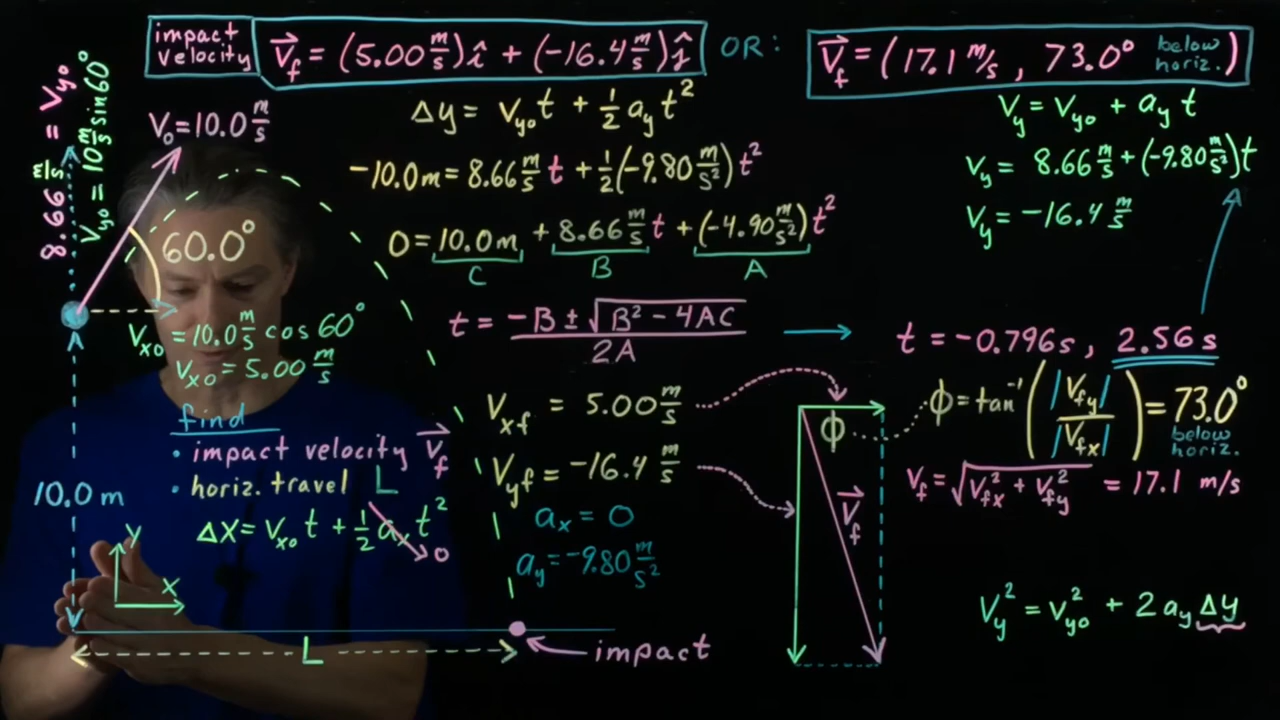 impact velocity
V⃗f = (5.00 m/s) î + (-16.4 m/s) ĵ
OR:
V⃗f = (17.1 m/s, 73.0° below horiz.)
8.66 m/s = Vyo
Vyo = 10 m/s sin 60°
Vo = 10.0 m/s
60.0°
Vxo = 10.0 m/s cos 60°
Vxo = 5.00 m/s
find
• impact velocity V⃗f
• horiz. travel L
Δx = Vxo t + 1/2 ax t²
0
10.0 m
y
x
L
impact
Δy = Vyo t + 1/2 ay t²
-10.0m = 8.66 m/s t + 1/2 (-9.80 m/s²) t²
0 = 10.0m + 8.66 m/s t + (-4.90 m/s²) t²
C B A
t = -B ± √(B² - 4AC) / 2A
t = -0.796s, 2.56s
Vxf = 5.00 m/s
Vyf = -16.4 m/s
ax = 0
ay = -9.80 m/s²
ϕ
V⃗f
Vy = Vyo + ay t
Vy = 8.66 m/s + (-9.80 m/s²) t
Vy = -16.4 m/s
ϕ = tan⁻¹ (|Vfy| / |Vfx|) = 73.0° below horiz.
Vf = √(Vfx² + Vfy²) = 17.1 m/s
Vy² = Vyo² + 2 ay Δy